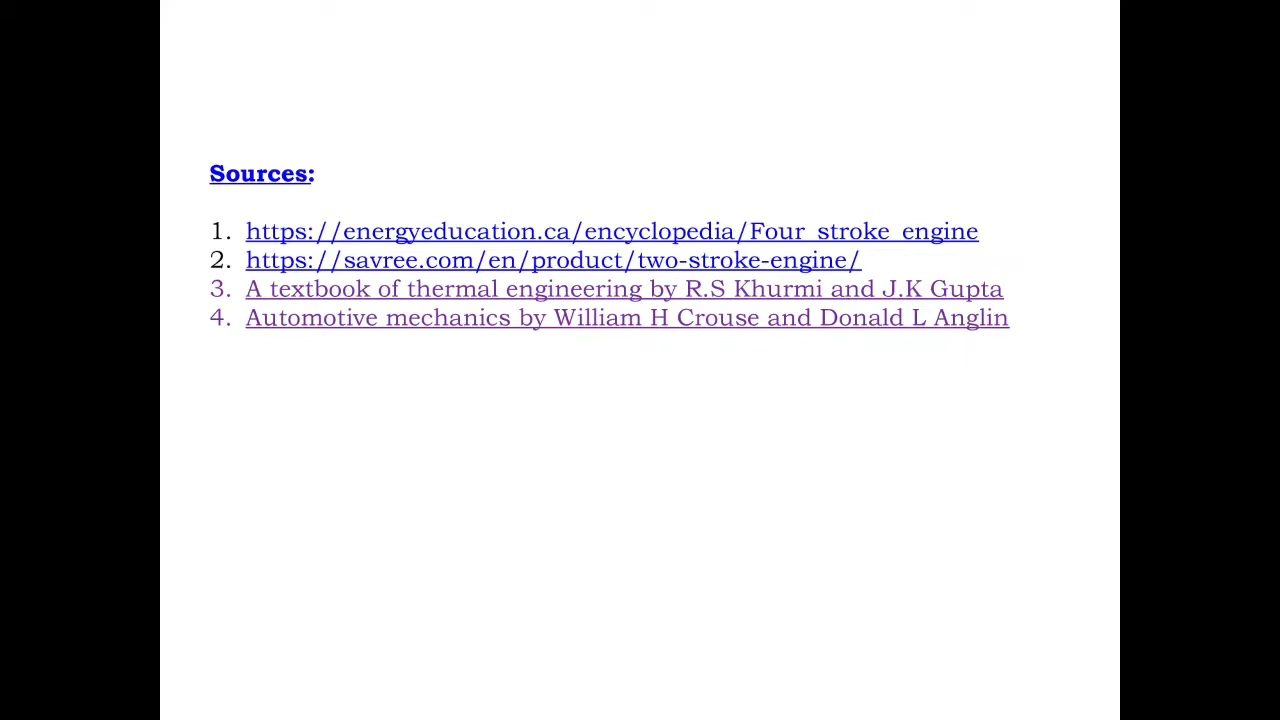 Sources:
1. https://energyeducation.ca/encyclopedia/Four_stroke_engine
2. https://savree.com/en/product/two-stroke-engine/
3. A textbook of thermal engineering by R.S Khurmi and J.K Gupta
4. Automotive mechanics by William H Crouse and Donald L Anglin